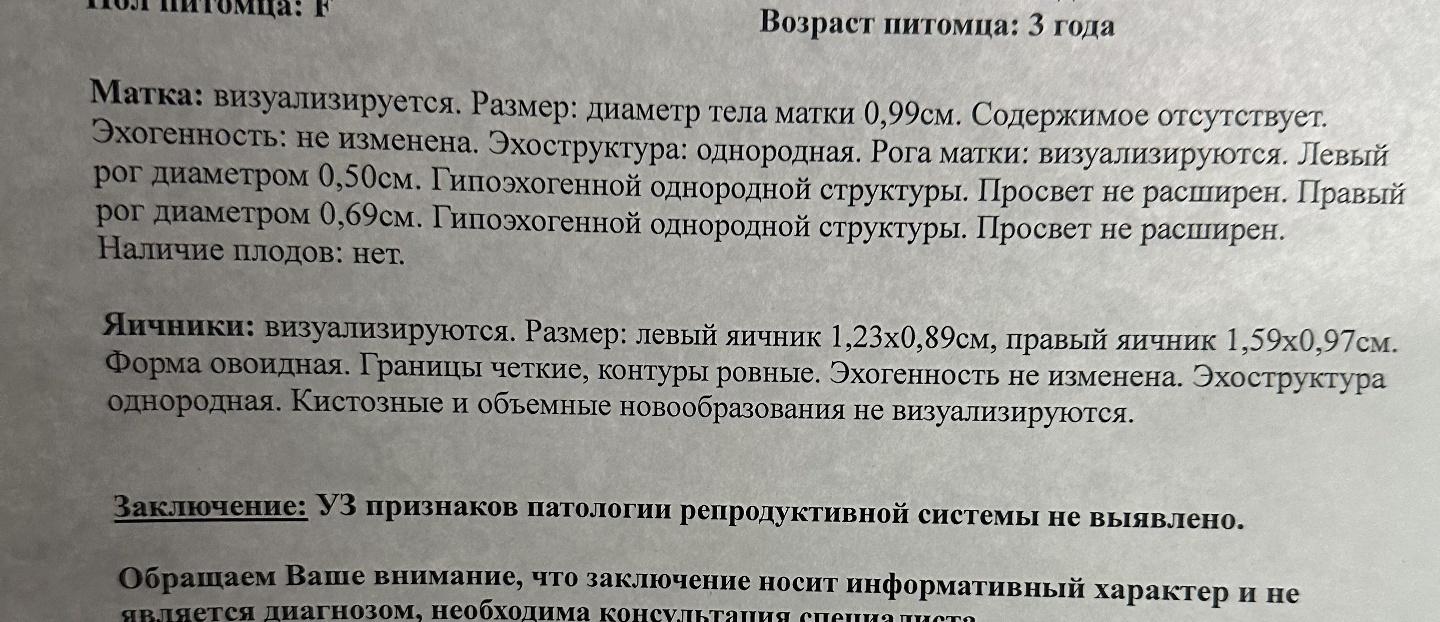 Пол питомца: F
Возраст питомца: 3 года
Матка: визуализируется. Размер: диаметр тела матки 0,99см. Содержимое отсутствует.
Эхогенность: не изменена. Эхоструктура: однородная. Рога матки: визуализируются. Левый
рог диаметром 0,50см. Гипоэхогенной однородной структуры. Просвет не расширен. Правый
рог диаметром 0,69см. Гипоэхогенной однородной структуры. Просвет не расширен.
Наличие плодов: нет.
Яичники: визуализируются. Размер: левый яичник 1,23х0,89см, правый яичник 1,59х0,97см.
Форма овоидная. Границы четкие, контуры ровные. Эхогенность не изменена. Эхоструктура
однородная. Кистозные и объемные новообразования не визуализируются.
Заключение: УЗ признаков патологии репродуктивной системы не выявлено.
Обращаем Ваше внимание, что заключение носит информативный характер и не
является диагнозом, необходима консультация специалиста